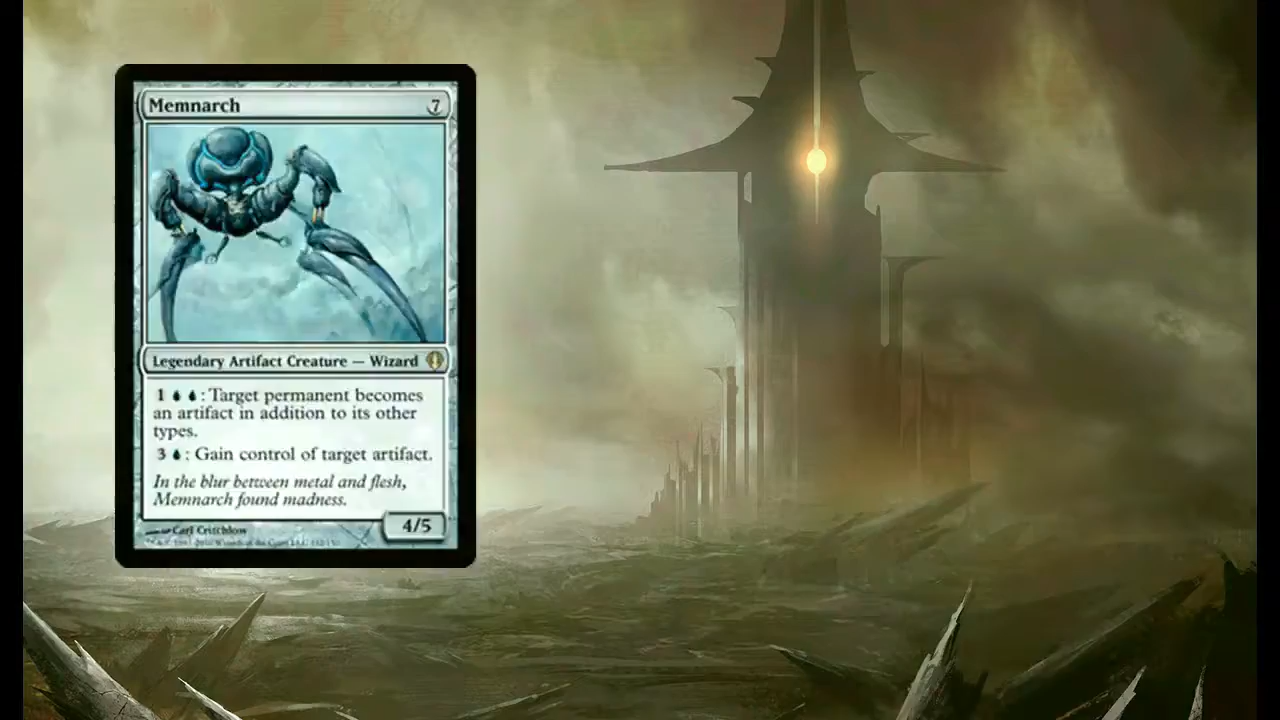 Memnarch 7
Legendary Artifact Creature — Wizard
1 : Target permanent becomes
an artifact in addition to its other
types.
3 : Gain control of target artifact.
In the blur between metal and flesh,
Memnarch found madness.
Carl Critchlow
4/5